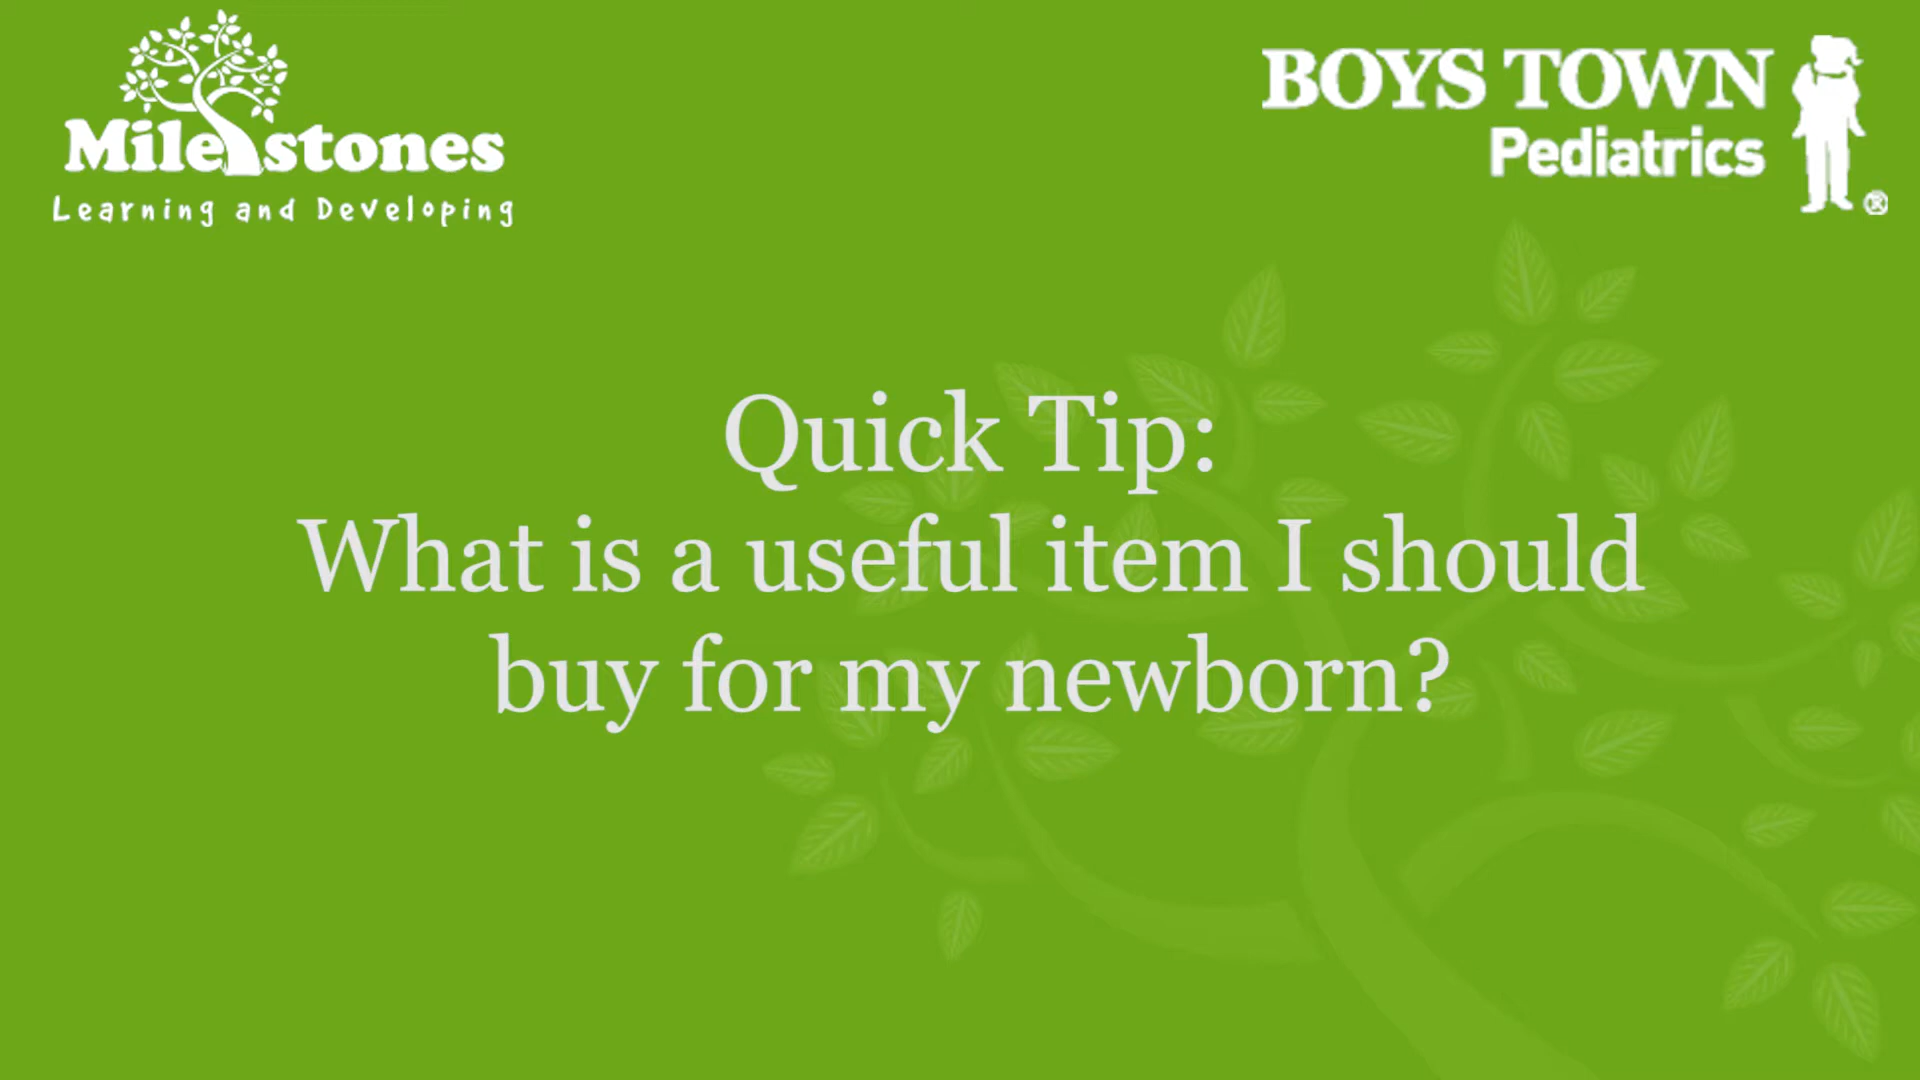 Milestones
Learning and Developing
BOYS TOWN
Pediatrics
®
Quick Tip:
What is a useful item I should
buy for my newborn?